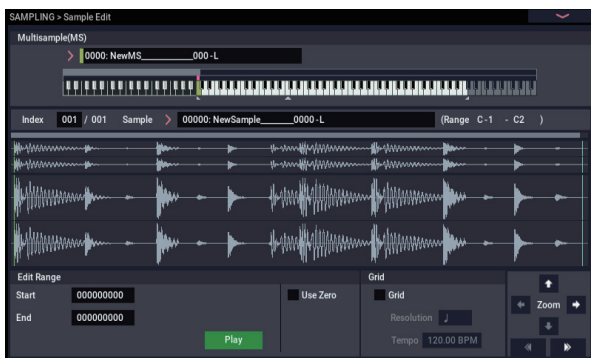 SAMPLING > Sample Edit
Multisample(MS)
0000: NewMS_________000-L
Index 001 / 001 Sample 00000: NewSample______0000-L (Range C-1 - C2 )
Edit Range
Grid
Start 000000000
Use Zero
Grid
Zoom
End 000000000
Resolution ♩
Play
Tempo 120.00 BPM